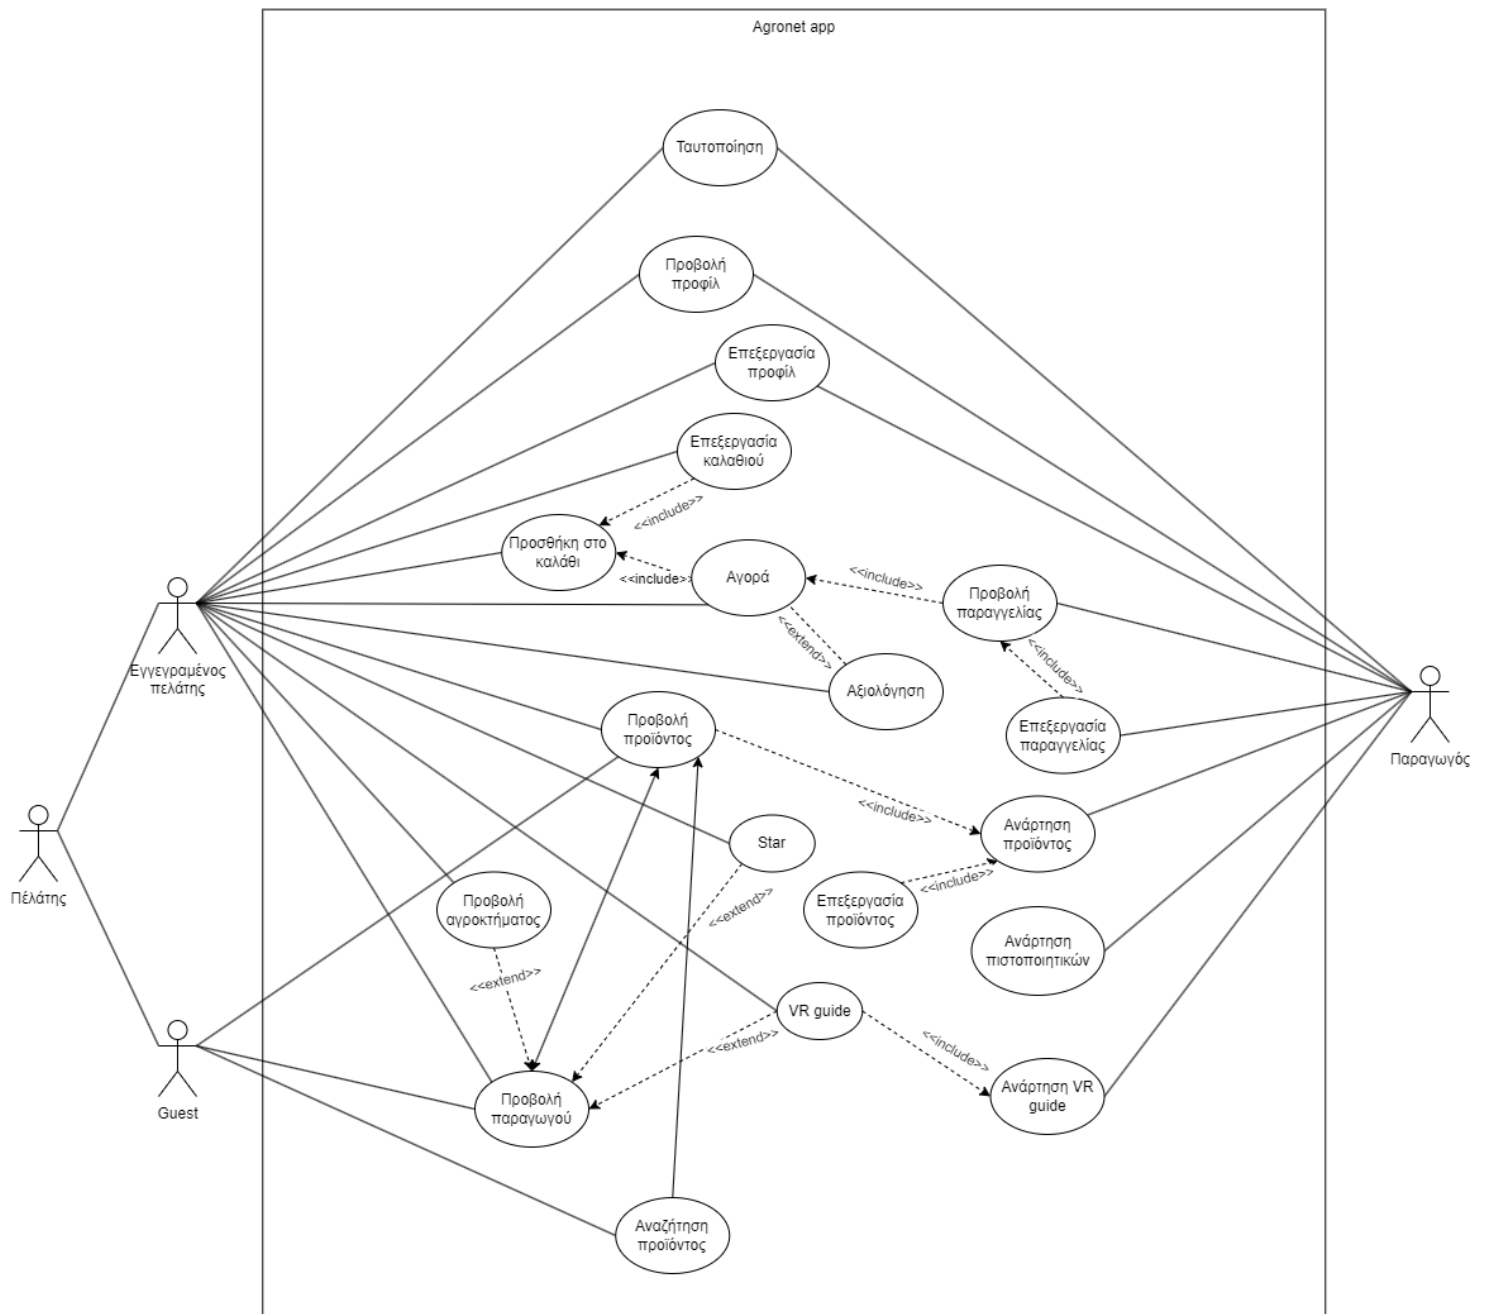 Agronet app
Ταυτοποίηση
Προβολή
προφίλ
Επεξεργασία
προφίλ
Επεξεργασία
καλαθιού
<<include>>
Προσθήκη στο
καλάθι
<<include>>
Αγορά
<<include>>
Προβολή
παραγγελίας
<<extend>>
<<include>>
Εγγεγραμένος
πελάτης
Αξιολόγηση
Προβολή
προϊόντος
Επεξεργασία
παραγγελίας
Παραγωγός
<<include>>
Ανάρτηση
προϊόντος
Star
<<include>>
Πέλάτης
Προβολή
αγροκτήματος
<<extend>>
Επεξεργασία
προϊόντος
Ανάρτηση
πιστοποιητικών
<<extend>>
VR guide
<<extend>>
<<include>>
Guest
Προβολή
παραγωγού
Ανάρτηση VR
guide
Αναζήτηση
προϊόντος